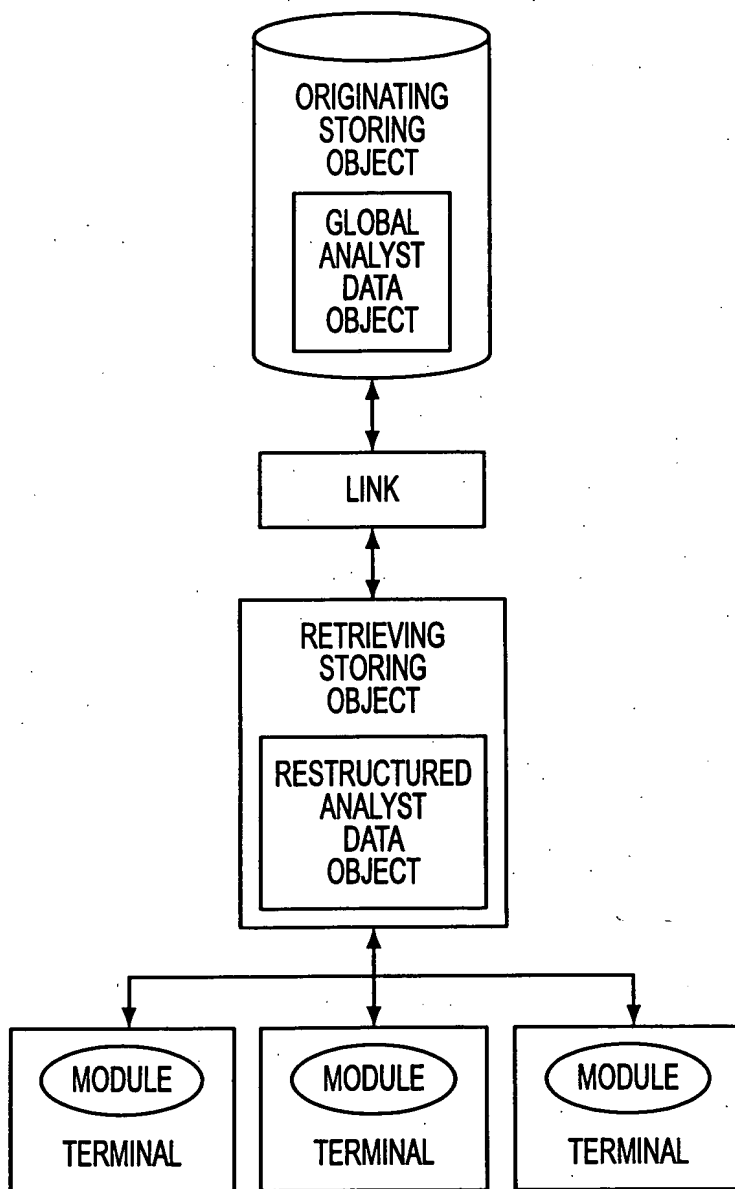 ORIGINATING
STORING
OBJECT
GLOBAL
ANALYST
DATA
OBJECT
LINK
RETRIEVING
STORING
OBJECT
RESTRUCTURED
ANALYST
DATA
OBJECT
MODULE
TERMINAL
MODULE
TERMINAL
MODULE
TERMINAL